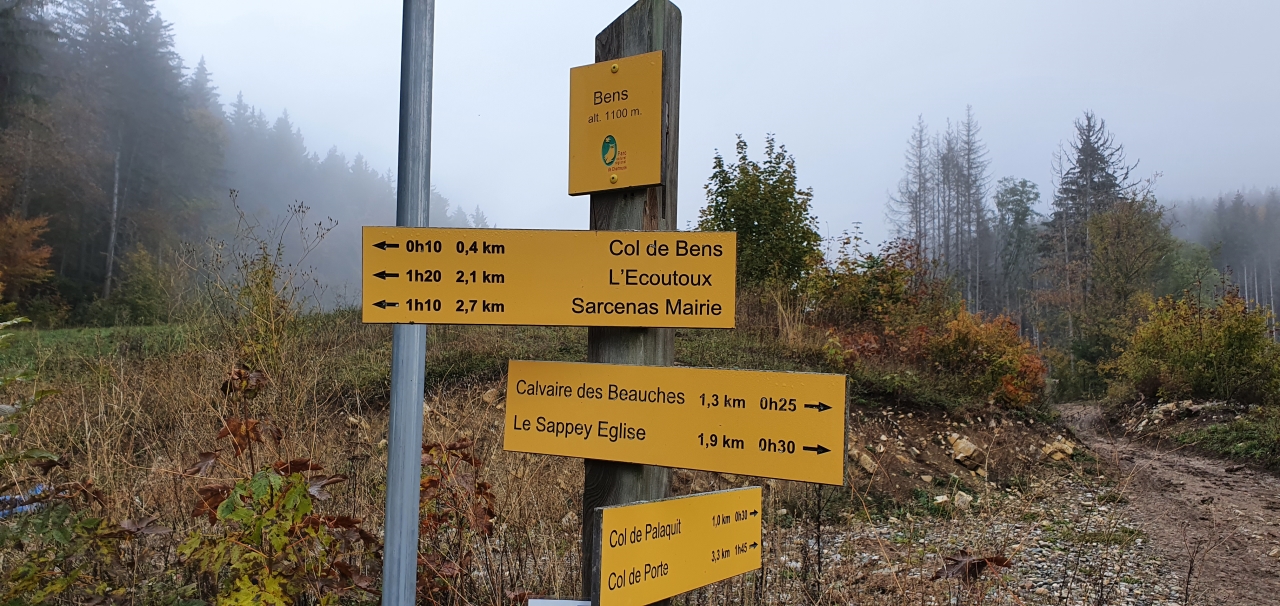 Bens
alt. 1100 m.
0h10 0,4 km Col de Bens
1h20 2,1 km L'Ecoutoux
1h10 2,7 km Sarcenas Mairie
Calvaire des Beauches 1,3 km 0h25
Le Sappey Eglise 1,9 km 0h30
Col de Palaquit 1,0 km 0h30
Col de Porte 3,3 km 1h45